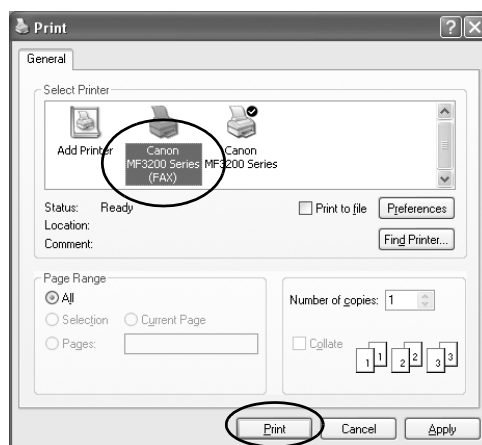 Print
General
Select Printer
Add Printer
Canon
MF3200 Series
(FAX)
Canon
MF3200 Series
Status: Ready
Location:
Comment:
Print to file
Preferences
Find Printer...
Page Range
All
Selection
Current Page
Pages:
Number of copies: 1
Collate
1 1 2 2 3 3
Print
Cancel
Apply